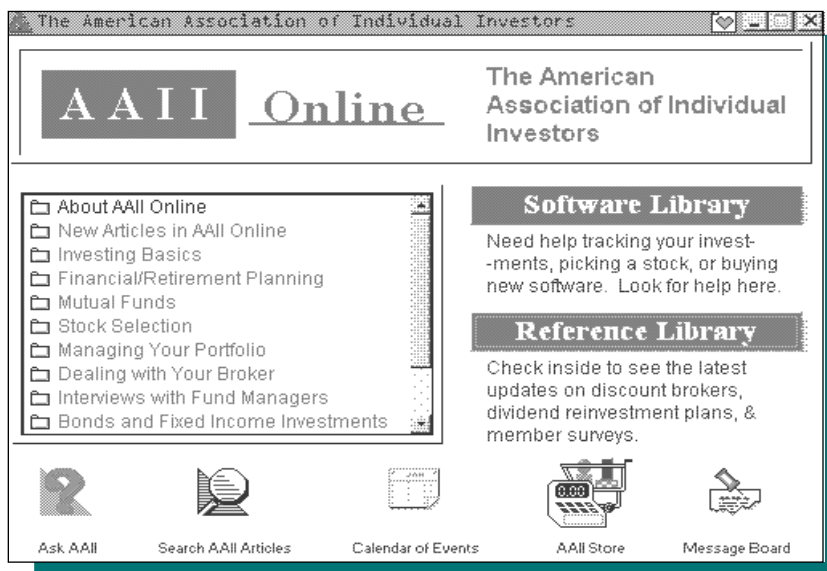 The American Association of Individual Investors
AAII Online
The American
Association of Individual
Investors
About AAII Online
New Articles in AAII Online
Investing Basics
Financial/Retirement Planning
Mutual Funds
Stock Selection
Managing Your Portfolio
Dealing with Your Broker
Interviews with Fund Managers
Bonds and Fixed Income Investments
Software Library
Need help tracking your invest-
-ments, picking a stock, or buying
new software. Look for help here.
Reference Library
Check inside to see the latest
updates on discount brokers,
dividend reinvestment plans, &
member surveys.
?
JAN
0.00
Ask AAII
Search AAII Articles
Calendar of Events
AAII Store
Message Board